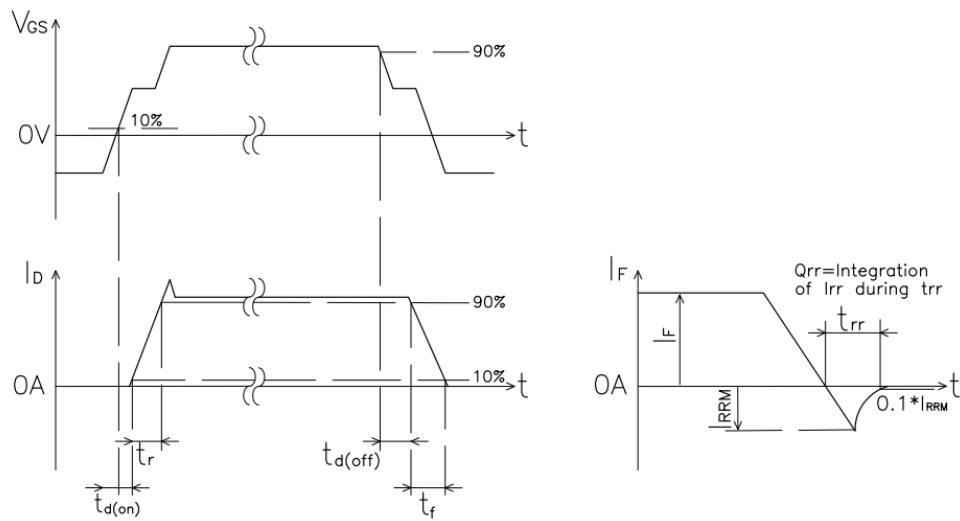 VGS
90%
10%
0V
t
ID
90%
0A
10%
t
tr
td(off)
td(on)
tf
IF
Qrr=Integration
of Irr during trr
trr
IF
0A
t
IRRM
0.1*IRRM